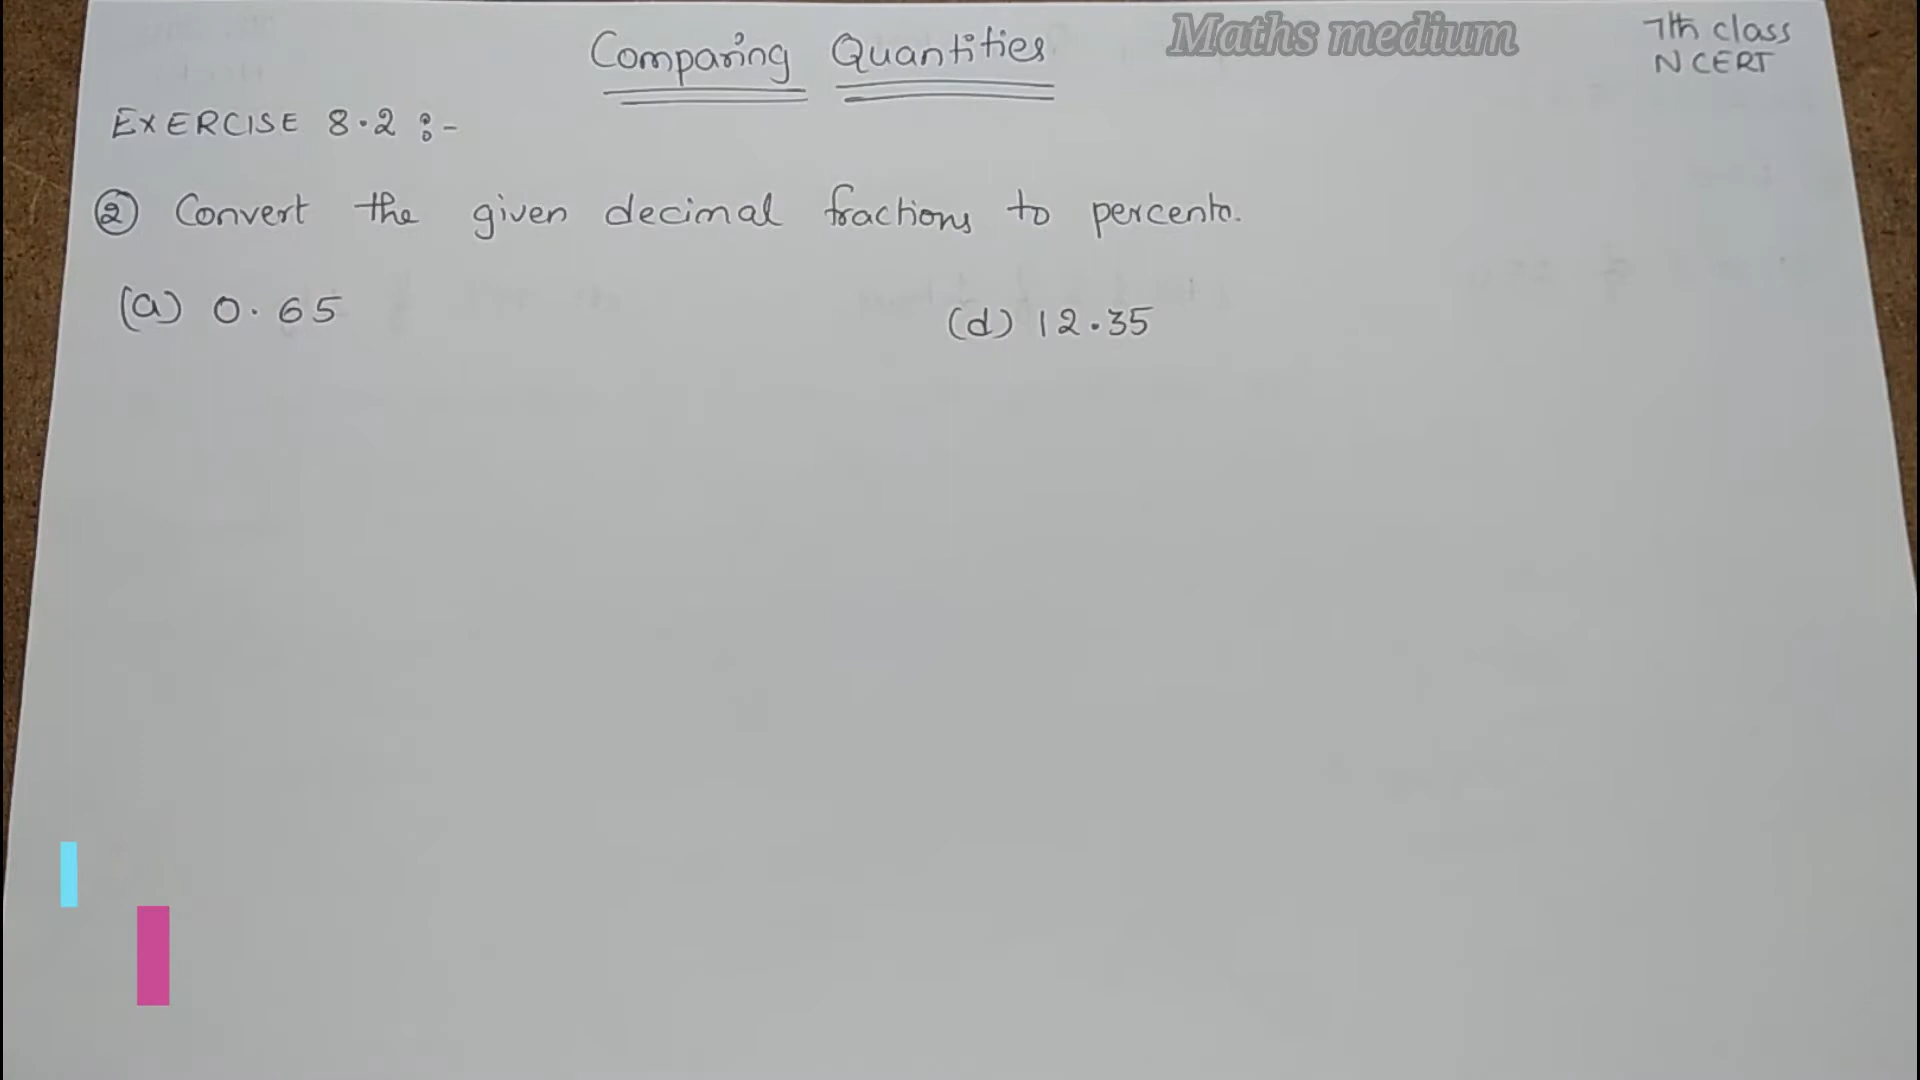 Comparing Quantities
Maths medium
7th class
NCERT
EXERCISE 8.2 :-
② Convert the given decimal fractions to percents.
(a) 0.65
(d) 12.35